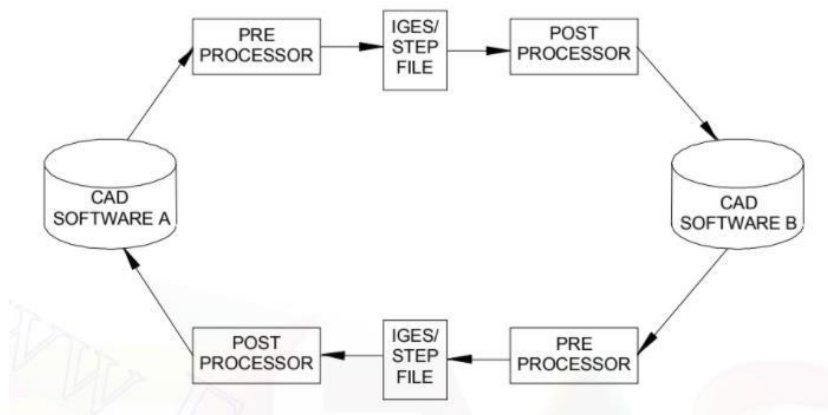 PRE
PROCESSOR
IGES/
STEP
FILE
POST
PROCESSOR
CAD
SOFTWARE A
CAD
SOFTWARE B
POST
PROCESSOR
IGES/
STEP
FILE
PRE
PROCESSOR